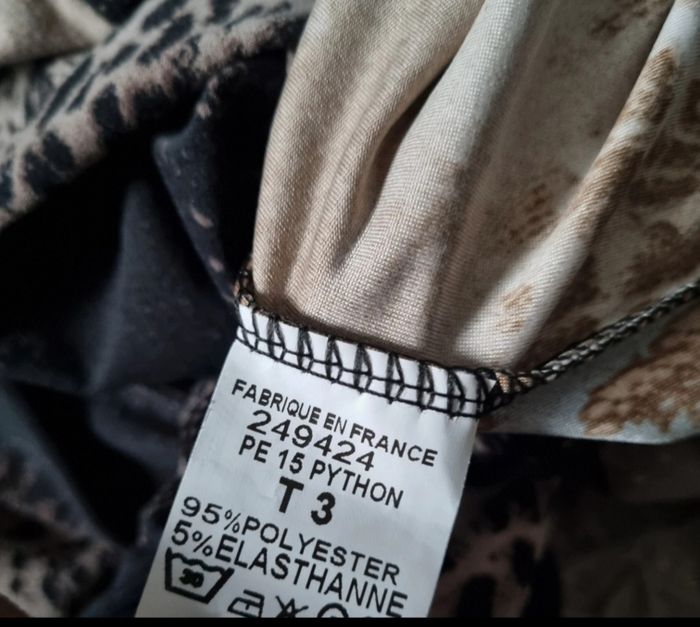 FABRIQUE EN FRANCE
249424
PE 15 PYTHON
T 3
95%POLYESTER
5%ELASTHANNE
30